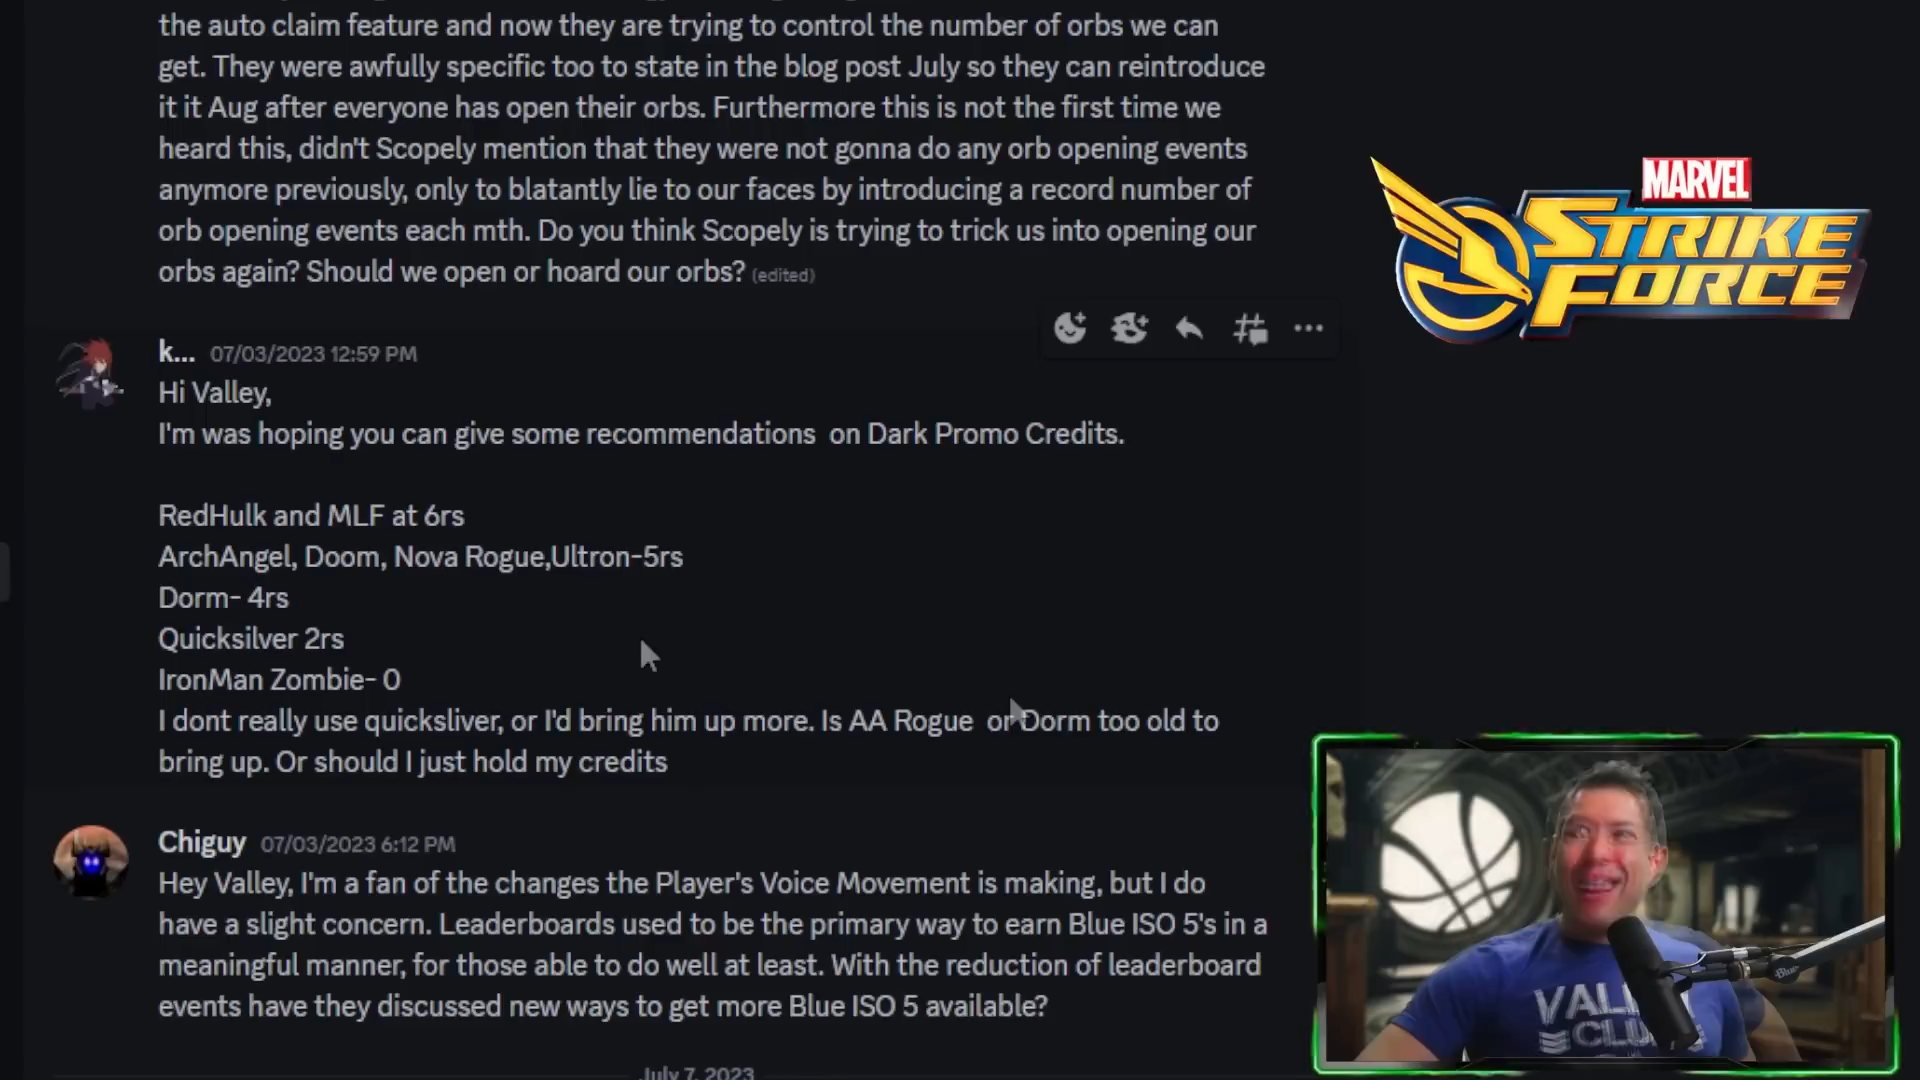 the auto claim feature and now they are trying to control the number of orbs we can
get. They were awfully specific too to state in the blog post July so they can reintroduce
it it Aug after everyone has open their orbs. Furthermore this is not the first time we
heard this, didn't Scopely mention that they were not gonna do any orb opening events
anymore previously, only to blatantly lie to our faces by introducing a record number of
orb opening events each mth. Do you think Scopely is trying to trick us into opening our
orbs again? Should we open or hoard our orbs? (edited)
MARVEL
STRIKE
FORCE
k... 07/03/2023 12:59 PM
Hi Valley,
I'm was hoping you can give some recommendations on Dark Promo Credits.
RedHulk and MLF at 6rs
ArchAngel, Doom, Nova Rogue,Ultron-5rs
Dorm- 4rs
Quicksilver 2rs
IronMan Zombie- 0
I dont really use quicksliver, or I'd bring him up more. Is AA Rogue or Dorm too old to
bring up. Or should I just hold my credits
Chiguy 07/03/2023 6:12 PM
Hey Valley, I'm a fan of the changes the Player's Voice Movement is making, but I do
have a slight concern. Leaderboards used to be the primary way to earn Blue ISO 5's in a
meaningful manner, for those able to do well at least. With the reduction of leaderboard
events have they discussed new ways to get more Blue ISO 5 available?
July 7, 2023
Blue